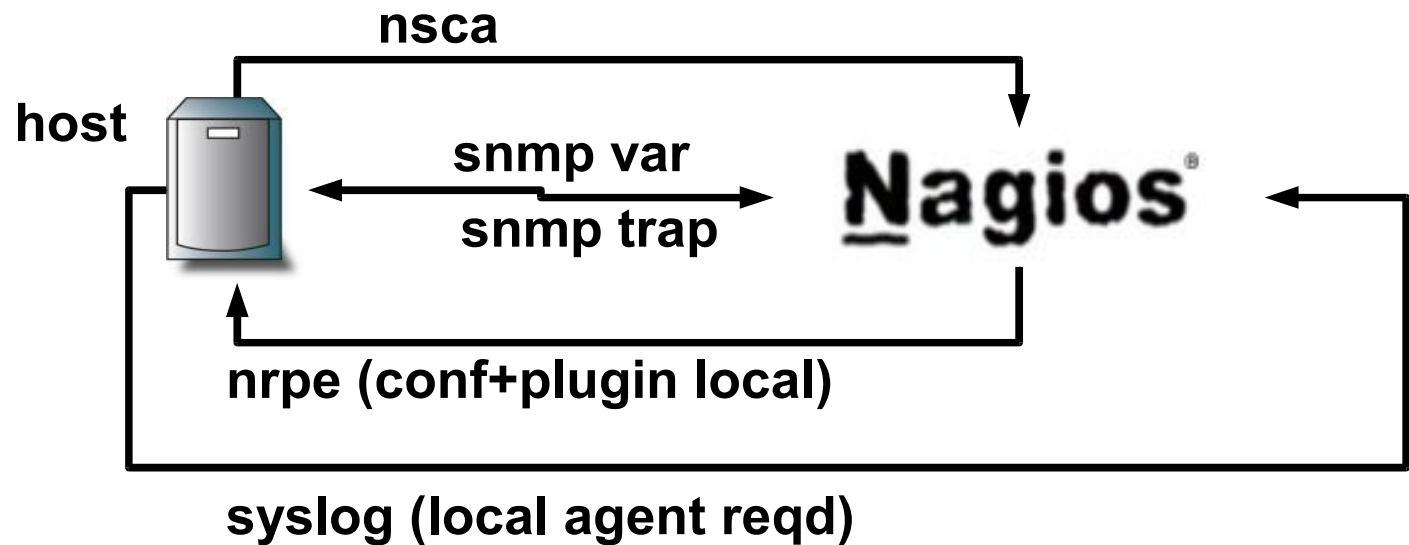 nsca
host
snmp var
snmp trap
Nagios®
nrpe (conf+plugin local)
syslog (local agent reqd)